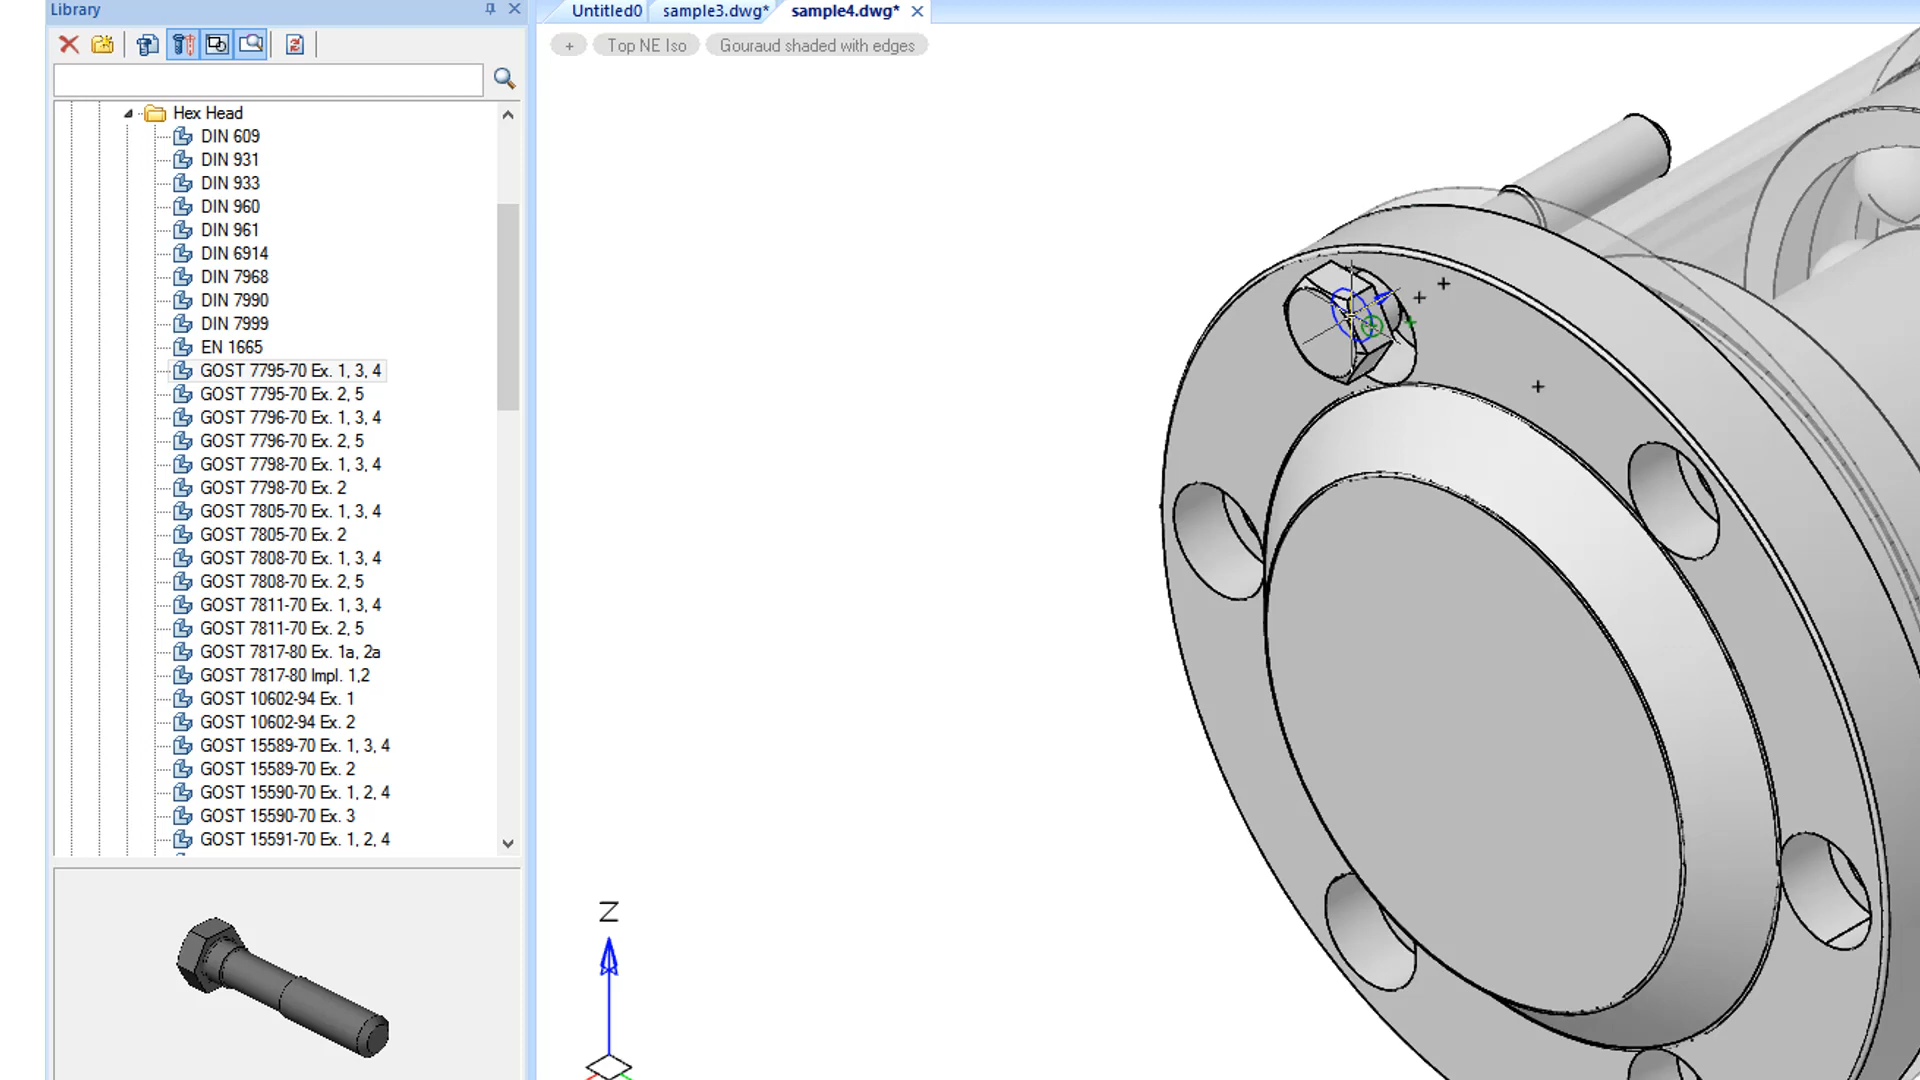 Library
Untitled0
sample3.dwg*
sample4.dwg*
+
Top NE Iso
Gouraud shaded with edges
Hex Head
DIN 609
DIN 931
DIN 933
DIN 960
DIN 961
DIN 6914
DIN 7968
DIN 7990
DIN 7999
EN 1665
GOST 7795-70 Ex. 1, 3, 4
GOST 7795-70 Ex. 2, 5
GOST 7796-70 Ex. 1, 3, 4
GOST 7796-70 Ex. 2, 5
GOST 7798-70 Ex. 1, 3, 4
GOST 7798-70 Ex. 2
GOST 7805-70 Ex. 1, 3, 4
GOST 7805-70 Ex. 2
GOST 7808-70 Ex. 1, 3, 4
GOST 7808-70 Ex. 2, 5
GOST 7811-70 Ex. 1, 3, 4
GOST 7811-70 Ex. 2, 5
GOST 7817-80 Ex. 1a, 2a
GOST 7817-80 Impl. 1,2
GOST 10602-94 Ex. 1
GOST 10602-94 Ex. 2
GOST 15589-70 Ex. 1, 3, 4
GOST 15589-70 Ex. 2
GOST 15590-70 Ex. 1, 2, 4
GOST 15590-70 Ex. 3
GOST 15591-70 Ex. 1, 2, 4
Z